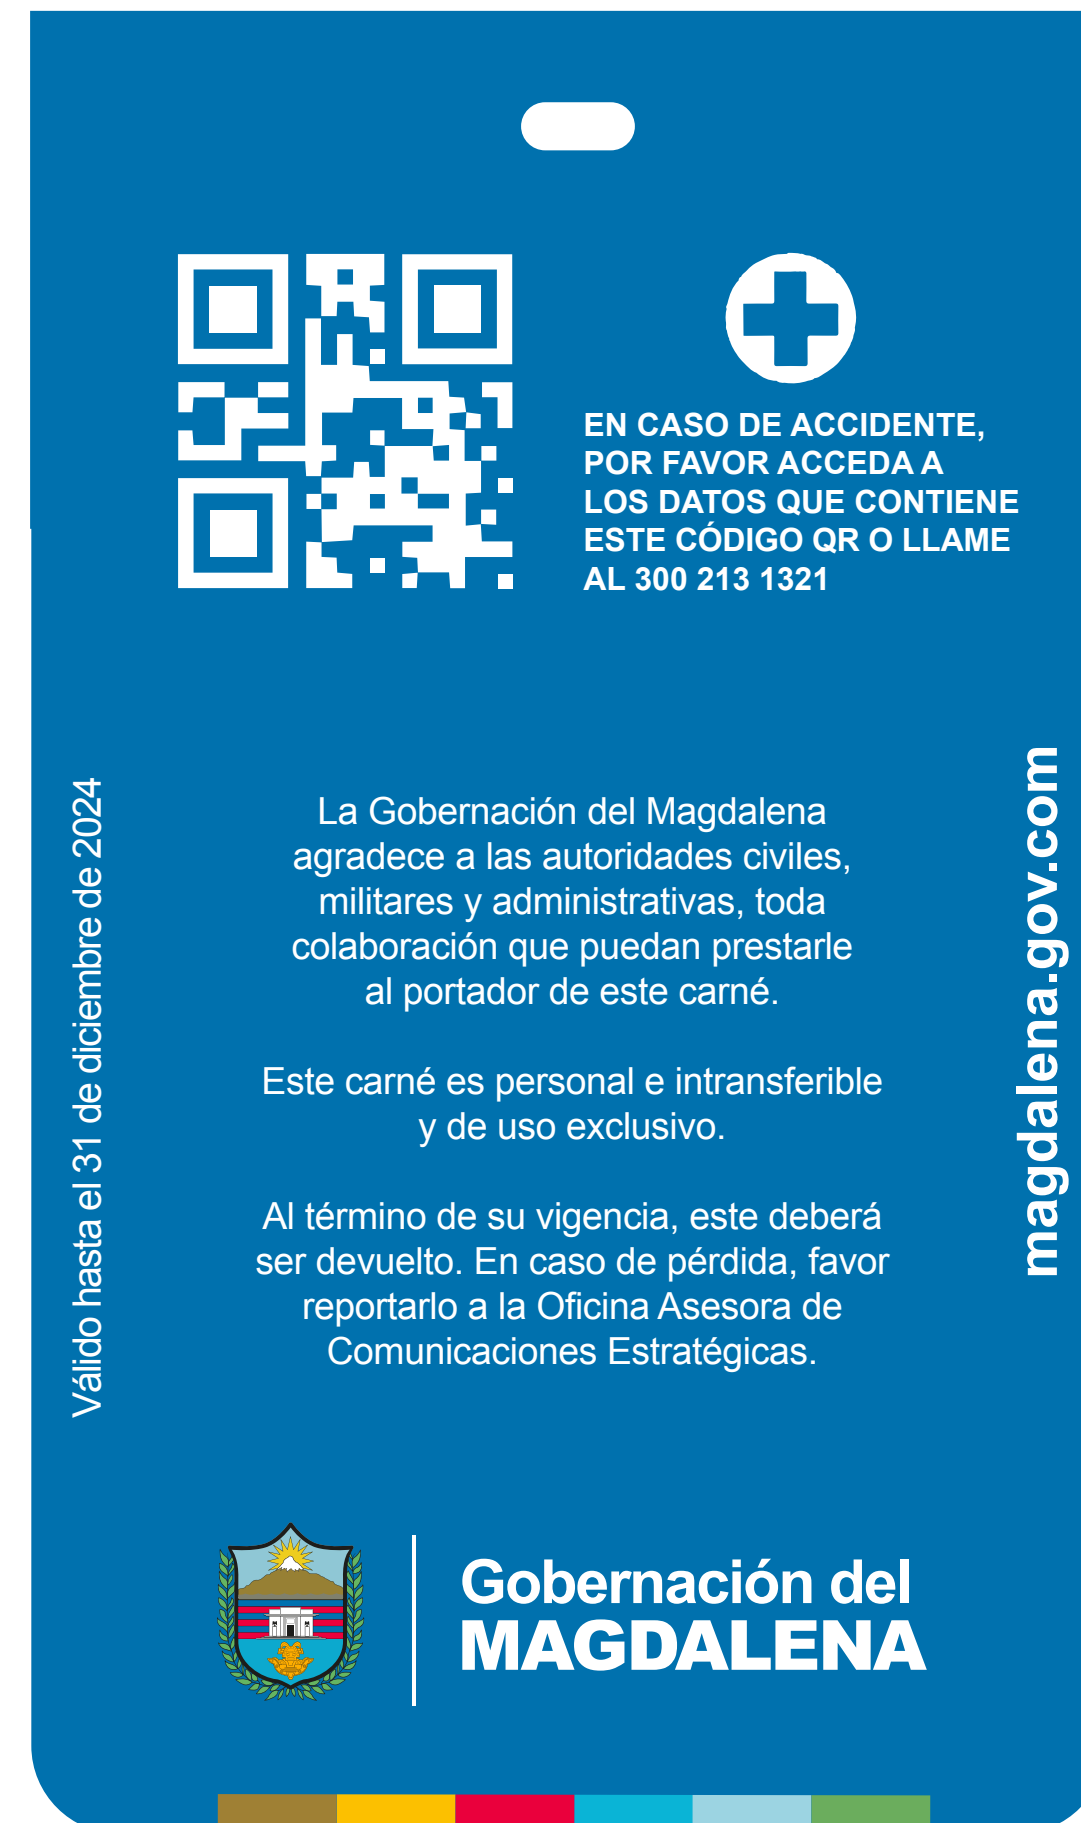 EN CASO DE ACCIDENTE,
POR FAVOR ACCEDA A
LOS DATOS QUE CONTIENE
ESTE CÓDIGO QR O LLAME
AL 300 213 1321
Válido hasta el 31 de diciembre de 2024
La Gobernación del Magdalena
agradece a las autoridades civiles,
militares y administrativas, toda
colaboración que puedan prestarle
al portador de este carné.
Este carné es personal e intransferible
y de uso exclusivo.
Al término de su vigencia, este deberá
ser devuelto. En caso de pérdida, favor
reportarlo a la Oficina Asesora de
Comunicaciones Estratégicas.
magdalena.gov.com
Gobernación del
MAGDALENA